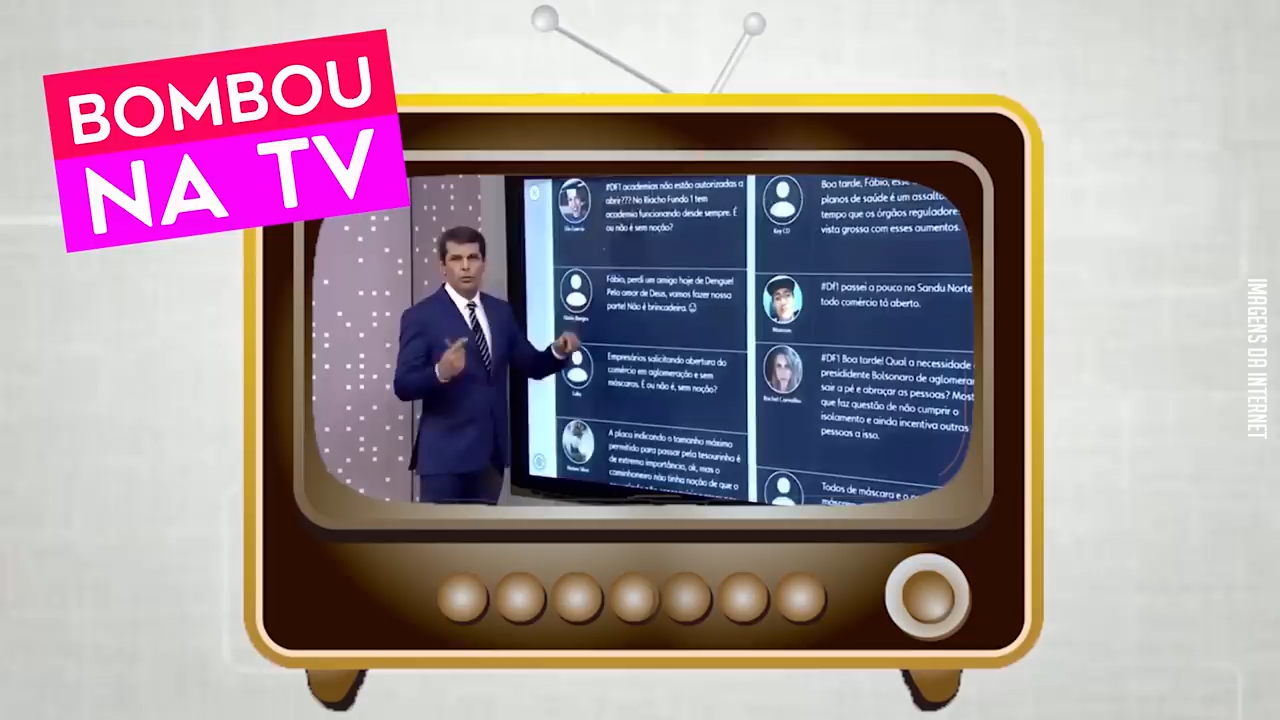 BOMBOU
NA TV
#DF1 academias não estão autorizadas a
abrir??? No Riacho Fundo 1 tem
academia funcionando desde sempre. É
ou não é sem noção?
Fábio, perdi um amigo hoje de Dengue!
Pelo amor de Deus, vamos fazer nossa
parte! Não é brincadeira.
Empresários solicitando abertura do
comércio em aglomeração e sem
máscaras. É ou não é, sem noção?
Lula
A placa indicando o tamanho máximo
permitido para passar pela tesourinha é
de extrema importância, ok, mas o
caminhoneiro não tinha noção de que o
Boa tarde, Fábio, esse
planos de saúde é um assalto
tempo que os órgãos reguladore
vista grossa com esses aumentos.
Key CD
#Df1 passei a pouco na Sandu Norte
todo comércio tá aberto.
#DF1 Boa tarde! Qual a necessidade
presididente Bolsonaro de aglomerar
sair a pé e abraçar as pessoas? Most
que faz questão de não cumprir o
isolamento e ainda incentiva outras
pessoas a isso.
Rachel Carvalho
Todos de máscara e o
IMAGENS DA INTERNET